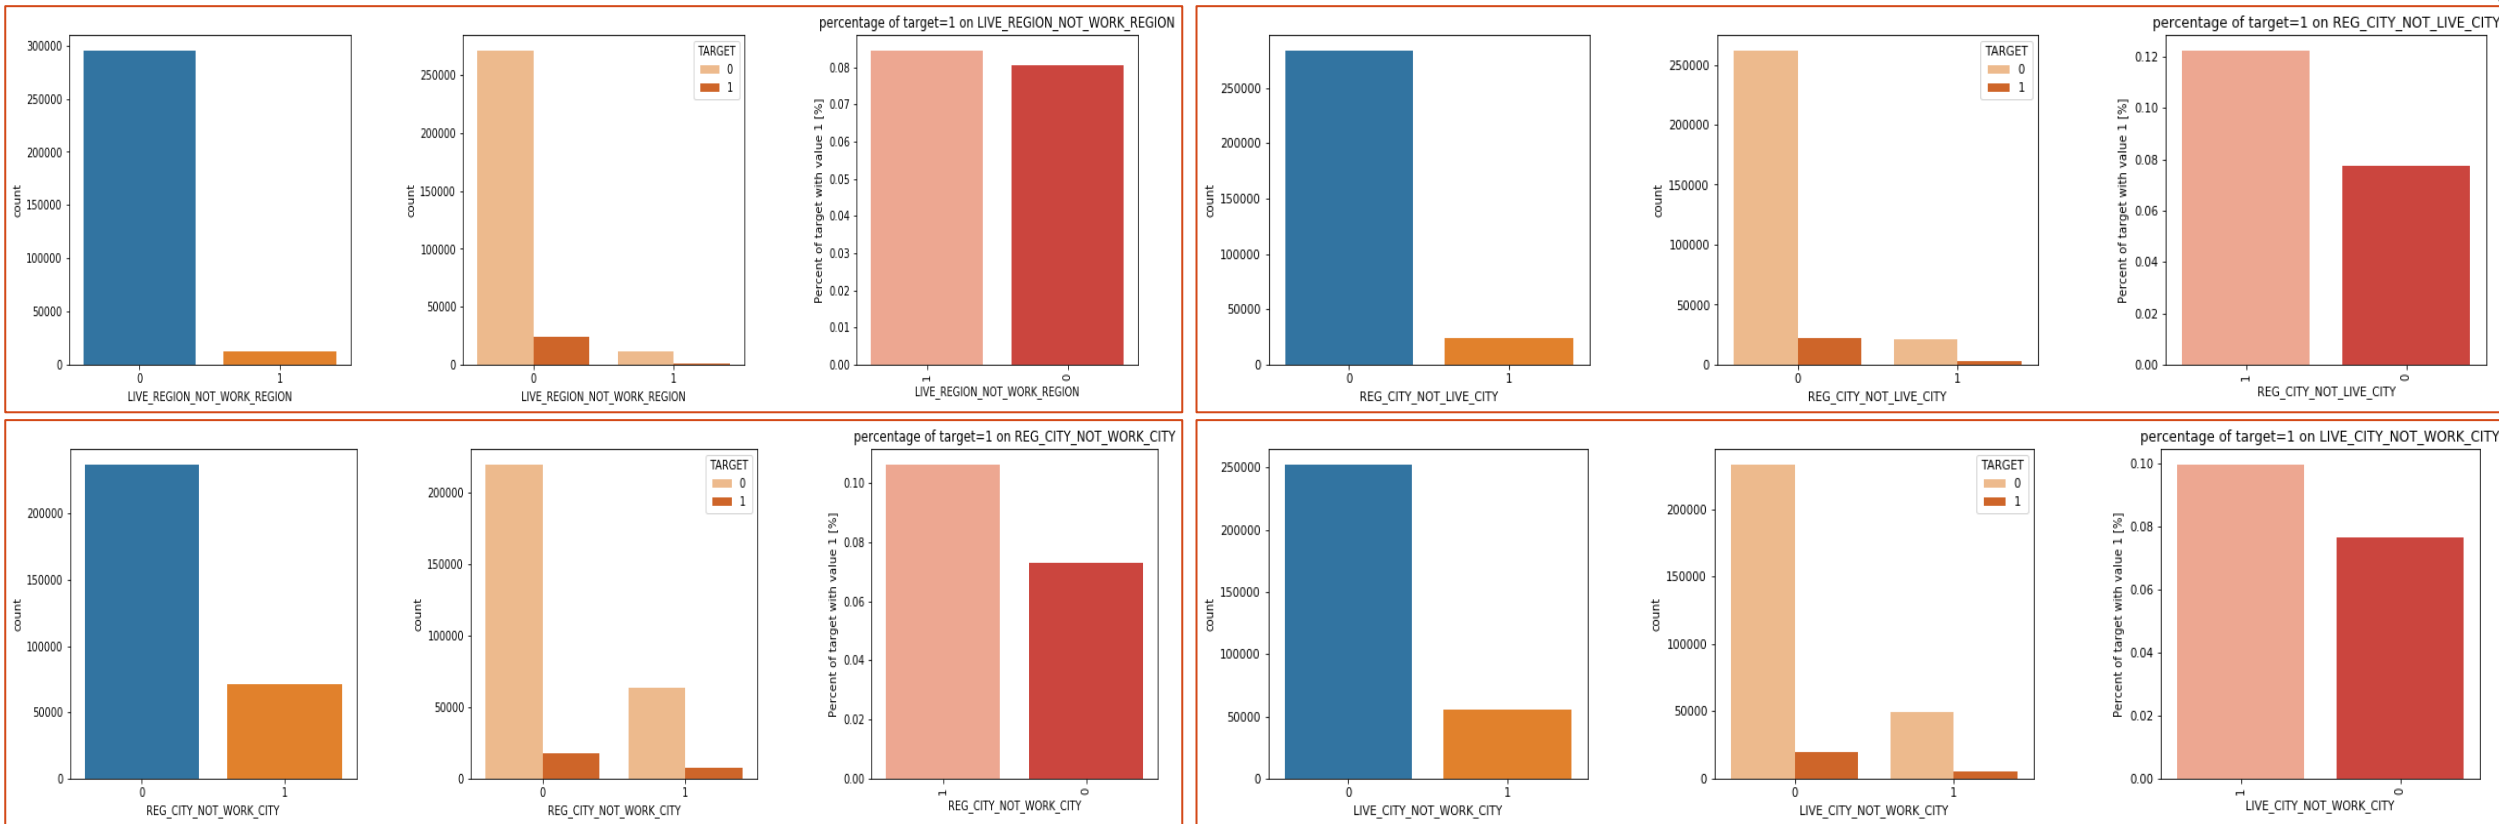 percentage of target=1 on LIVE_REGION_NOT_WORK_REGION
300000
250000
200000
150000
100000
50000
0
count
0 1
LIVE_REGION_NOT_WORK_REGION
250000
200000
150000
100000
50000
0
count
TARGET
0
1
0 1
LIVE_REGION_NOT_WORK_REGION
0.08
0.07
0.06
0.05
0.04
0.03
0.02
0.01
0.00
Percent of target with value 1 [%]
1 0
LIVE_REGION_NOT_WORK_REGION
percentage of target=1 on REG_CITY_NOT_LIVE_CITY
250000
200000
150000
100000
50000
0
count
0 1
REG_CITY_NOT_LIVE_CITY
250000
200000
150000
100000
50000
0
count
TARGET
0
1
0 1
REG_CITY_NOT_LIVE_CITY
0.12
0.10
0.08
0.06
0.04
0.02
0.00
Percent of target with value 1 [%]
1 0
REG_CITY_NOT_LIVE_CITY
percentage of target=1 on REG_CITY_NOT_WORK_CITY
200000
150000
100000
50000
0
count
0 1
REG_CITY_NOT_WORK_CITY
200000
150000
100000
50000
0
count
TARGET
0
1
0 1
REG_CITY_NOT_WORK_CITY
0.10
0.08
0.06
0.04
0.02
0.00
Percent of target with value 1 [%]
1 0
REG_CITY_NOT_WORK_CITY
percentage of target=1 on LIVE_CITY_NOT_WORK_CITY
250000
200000
150000
100000
50000
0
count
0 1
LIVE_CITY_NOT_WORK_CITY
200000
150000
100000
50000
0
count
TARGET
0
1
0 1
LIVE_CITY_NOT_WORK_CITY
0.10
0.08
0.06
0.04
0.02
0.00
Percent of target with value 1 [%]
1 0
LIVE_CITY_NOT_WORK_CITY